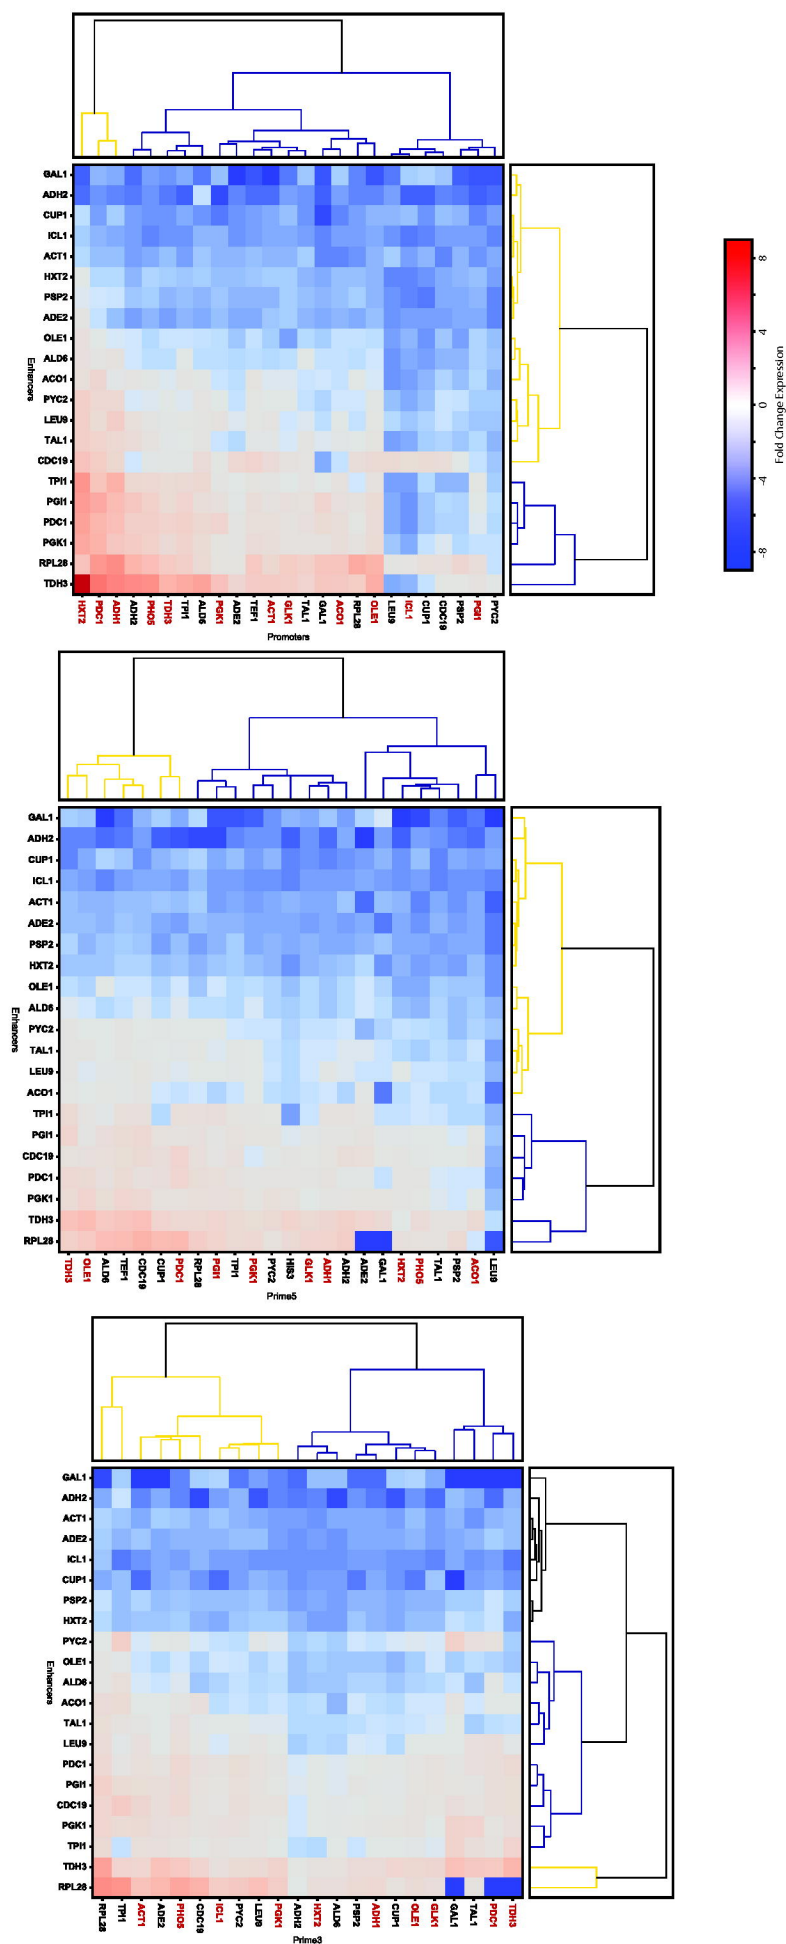 GAL1
ADH2
CUP1
ICL1
ACT1
HXT2
PSP2
ADE2
OLE1
ALD6
ACO1
PYC2
LEU9
TAL1
CDC19
TPI1
PGI1
PDC1
PGK1
RPL28
TDH3
Enhancers
HXT2 PDC1 ADH1 ADH2 PHO5 TDH3 TPI1 ALD6 PGK1 ADE2 TEF1 ACT1 GLK1 TAL1 GAL1 ACO1 RPL28 OLE1 LEU9 ICL1 CUP1 CDC19 PSP2 PGI1 PYC2
Promoters
8
4
0
-4
-8
Fold Change Expression
GAL1
ADH2
CUP1
ICL1
ACT1
ADE2
PSP2
HXT2
OLE1
ALD6
PYC2
TAL1
LEU9
ACO1
TPI1
PGI1
CDC19
PDC1
PGK1
TDH3
RPL28
Enhancers
TDH3 OLE1 ALD6 TEF1 CDC19 CUP1 PDC1 RPL28 PGI1 TPI1 PGK1 PYC2 HIS3 GLK1 ADH1 ADH2 ADE2 GAL1 HXT2 PHO5 TAL1 PSP2 ACO1 LEU9
Prime5
GAL1
ADH2
ACT1
ADE2
ICL1
CUP1
PSP2
HXT2
PYC2
OLE1
ALD6
ACO1
TAL1
LEU9
PDC1
PGI1
CDC19
PGK1
TPI1
TDH3
RPL28
Enhancers
RPL28 TPI1 ACT1 ADE2 PHO5 CDC19 ICL1 PYC2 LEU9 PGK1 ADH2 HXT2 ALD6 PSP2 ADH1 CUP1 OLE1 GLK1 GAL1 TAL1 PDC1 TDH3
Prime3